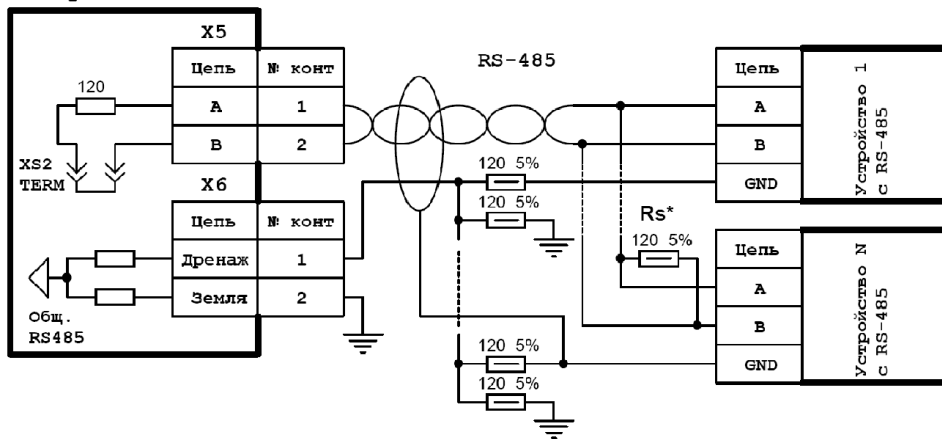 X5
Цепь № конт
A 1
B 2
120
XS2
TERM
X6
Цепь № конт
Дренаж 1
Земля 2
Общ.
RS485
RS-485
120 5%
120 5%
Rs*
120 5%
120 5%
120 5%
Цепь
A
B
GND
Устройство 1
с RS-485
Цепь
A
B
GND
Устройство N
с RS-485